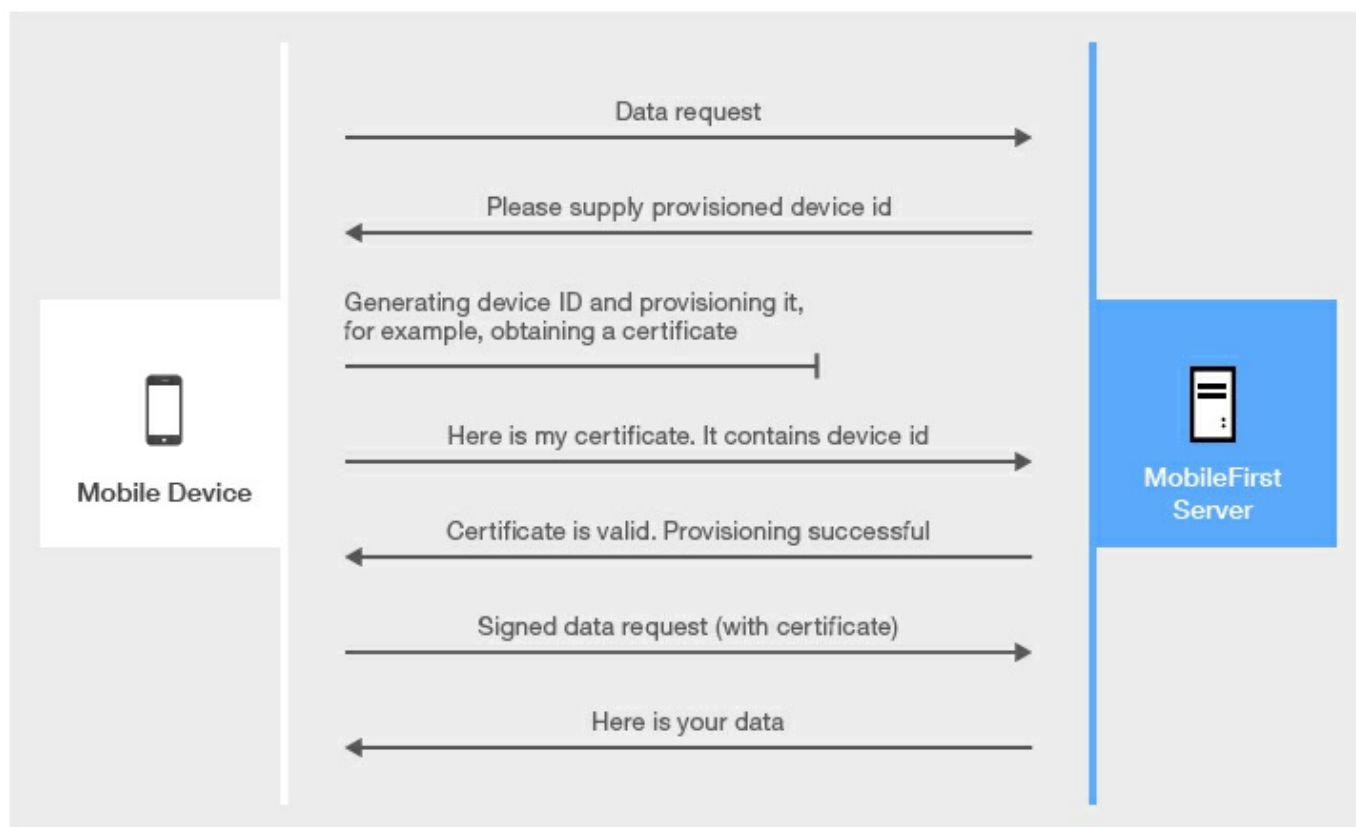 Data request
Please supply provisioned device id
Generating device ID and provisioning it,
for example, obtaining a certificate
Here is my certificate. It contains device id
Mobile Device
MobileFirst
Server
Certificate is valid. Provisioning successful
Signed data request (with certificate)
Here is your data